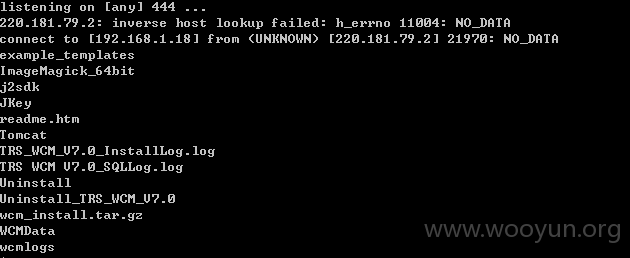 listening on [any] 444 ...
220.181.79.2: inverse host lookup failed: h_errno 11004: NO_DATA
connect to [192.168.1.18] from (UNKNOWN) [220.181.79.2] 21970: NO_DATA
example_templates
ImageMagick_64bit
j2sdk
JKey
readme.htm
Tomcat
TRS_WCM_V7.0_InstallLog.log
TRS WCM V7.0_SQLLog.log
Uninstall
Uninstall_TRS_WCM_V7.0
wcm_install.tar.gz
WCMData
wcmlogs
www.wooyun.org